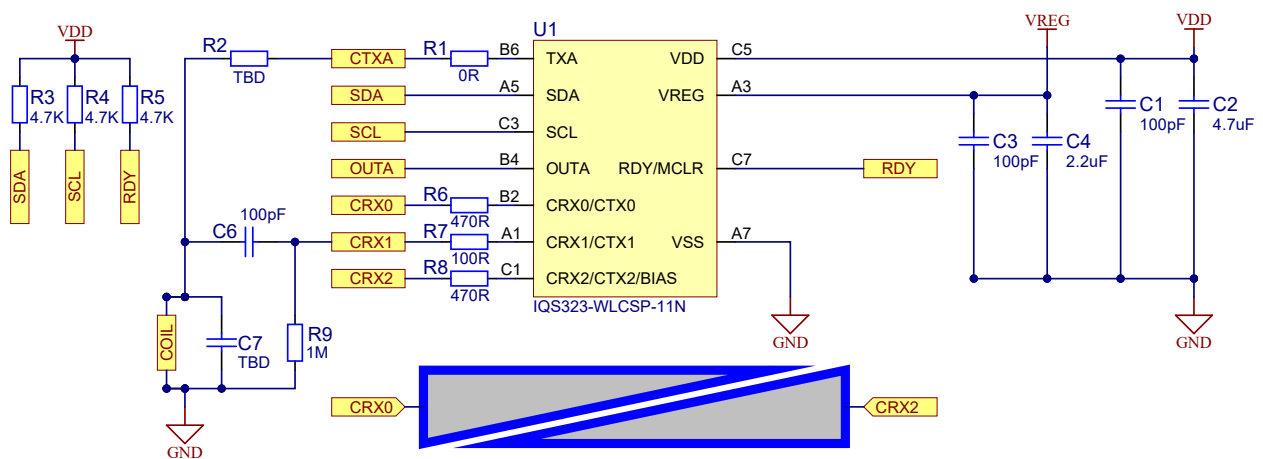 VDD
R3
4.7K
R4
4.7K
R5
4.7K
SDA
SCL
RDY
R2
TBD
CTXA
R1
0R
SDA
SCL
OUTA
CRX0
R6
470R
CRX1
R7
100R
CRX2
R8
470R
100pF
C6
COIL
C7
TBD
R9
1M
GND
U1
B6
TXA
A5
SDA
C3
SCL
B4
OUTA
B2
CRX0/CTX0
A1
CRX1/CTX1
C1
CRX2/CTX2/BIAS
VDD
C5
VREG
A3
RDY/MCLR
C7
VSS
A7
IQS323-WLCSP-11N
RDY
GND
VREG
VDD
C3
100pF
C4
2.2uF
C1
100pF
C2
4.7uF
GND
CRX0
CRX2